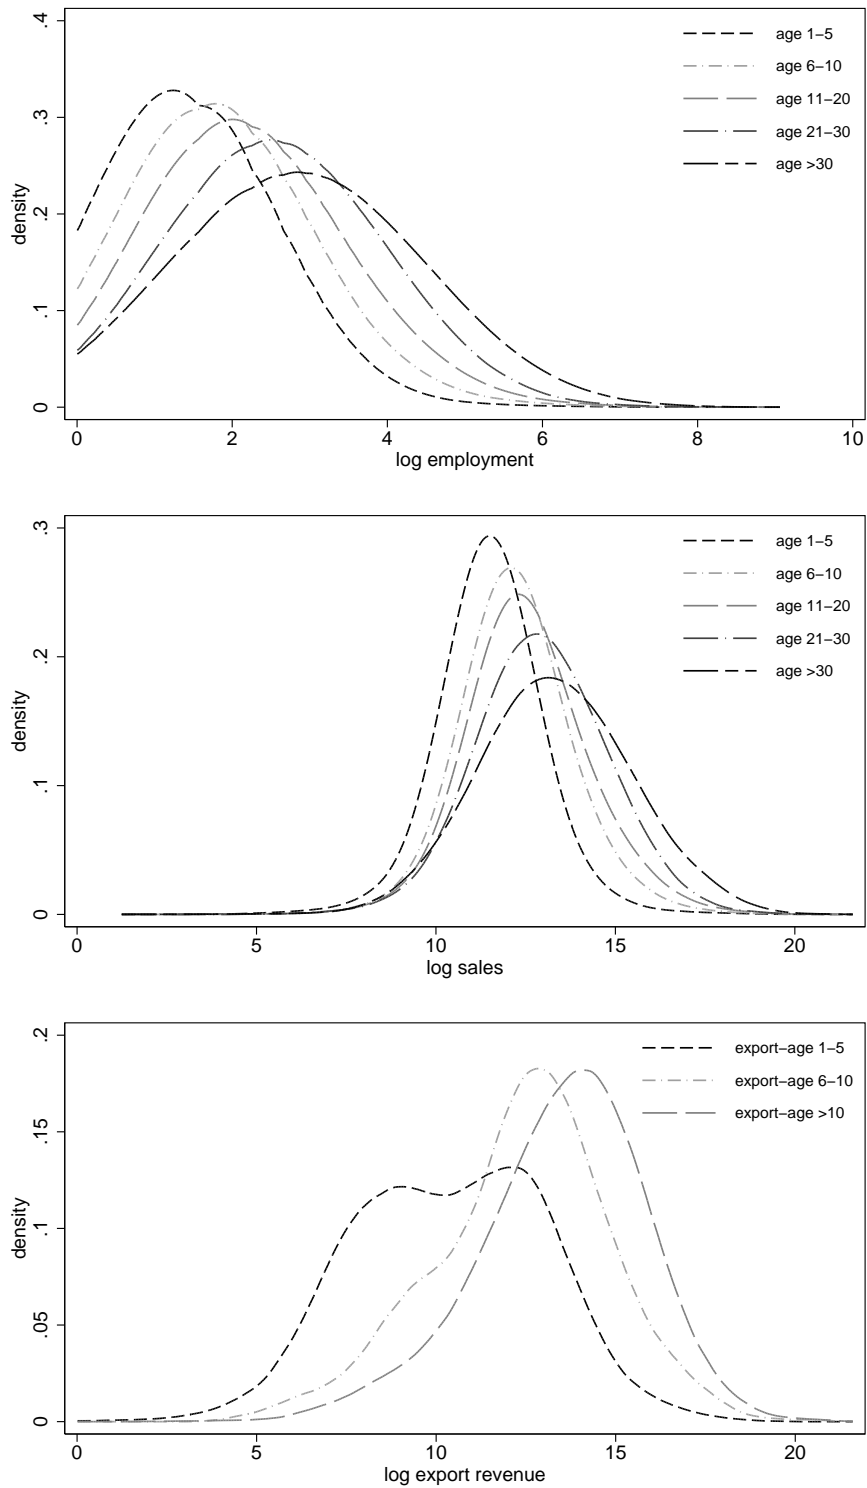 .4
.3
.2
.1
0
density
0 2 4 6 8 10
log employment
age 1–5
age 6–10
age 11–20
age 21–30
age >30
.3
.2
.1
0
density
0 5 10 15 20
log sales
age 1–5
age 6–10
age 11–20
age 21–30
age >30
.2
.15
.1
.05
0
density
0 5 10 15 20
log export revenue
export–age 1–5
export–age 6–10
export–age >10